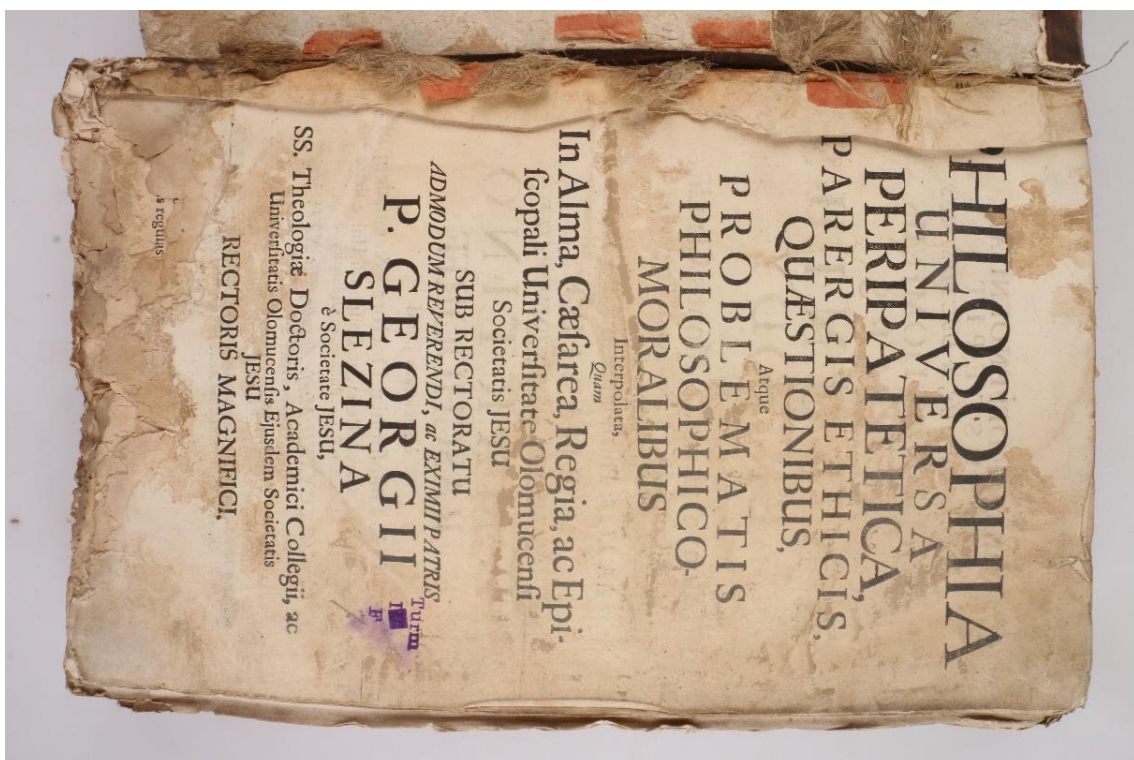 PHILOSOPHIA
UNIVERSA
PERIPATETICA,
PARERGIS ETHICIS,
QUÆSTIONIBUS,
Atque
PROBLEMATIS
PHILOSOPHICO-
MORALIBUS
Interpolata,
Quam
In Alma, Cæſarea, Regia, ac Epi-
ſcopali Univerſitate Olomucenſi
Societatis JESU
SUB RECTORATU
ADMODUM REVERENDI, ac EXIMII PATRIS
P. GEORGII
SLEZINA
è Societate JESU,
SS. Theologiæ Doctoris, Academici Collegii, ac
Univerſitatis Olomucenſis Ejusdem Societatis
JESU
RECTORIS MAGNIFICI,
s regulas
Turm
I
F